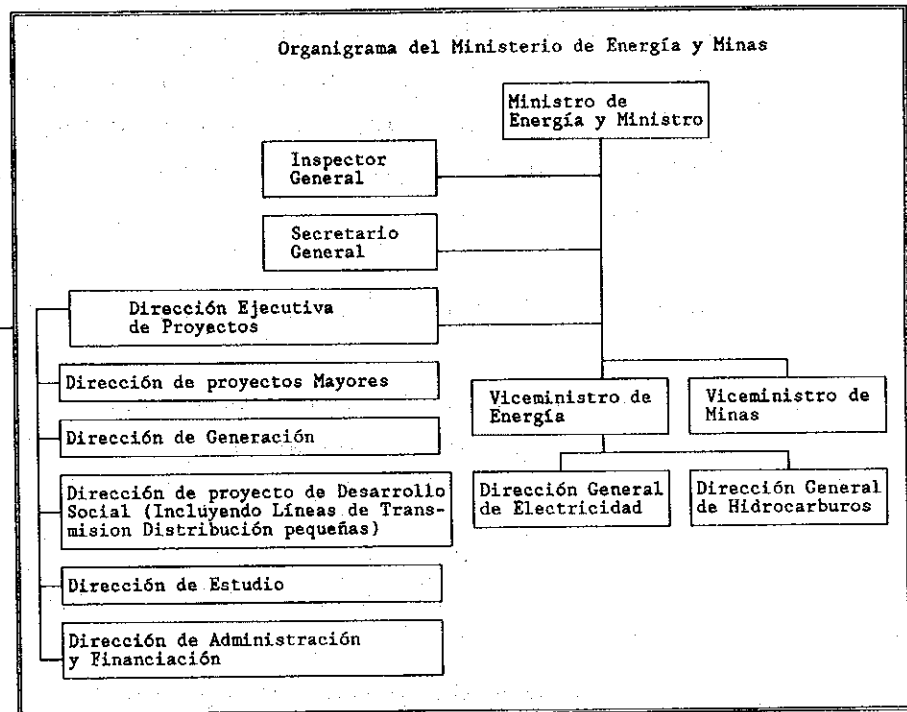 Organigrama del Ministerio de Energía y Minas
Ministro de
Energía y Ministro
Inspector
General
Secretario
General
Dirección Ejecutiva
de Proyectos
Dirección de proyectos Mayores
Dirección de Generación
Dirección de proyecto de Desarrollo
Social (Incluyendo Líneas de Trans-
mision Distribución pequeñas)
Dirección de Estudio
Dirección de Administración
y Financiación
Viceministro de
Energía
Viceministro de
Minas
Dirección General
de Electricidad
Dirección General
de Hidrocarburos